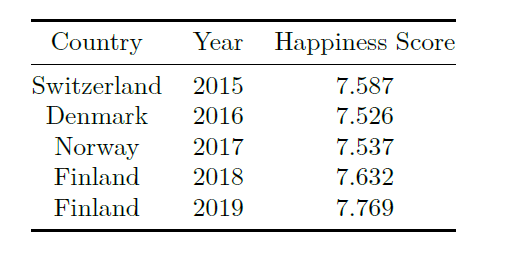 Country Year Happiness Score
Switzerland 2015 7.587
Denmark 2016 7.526
Norway 2017 7.537
Finland 2018 7.632
Finland 2019 7.769